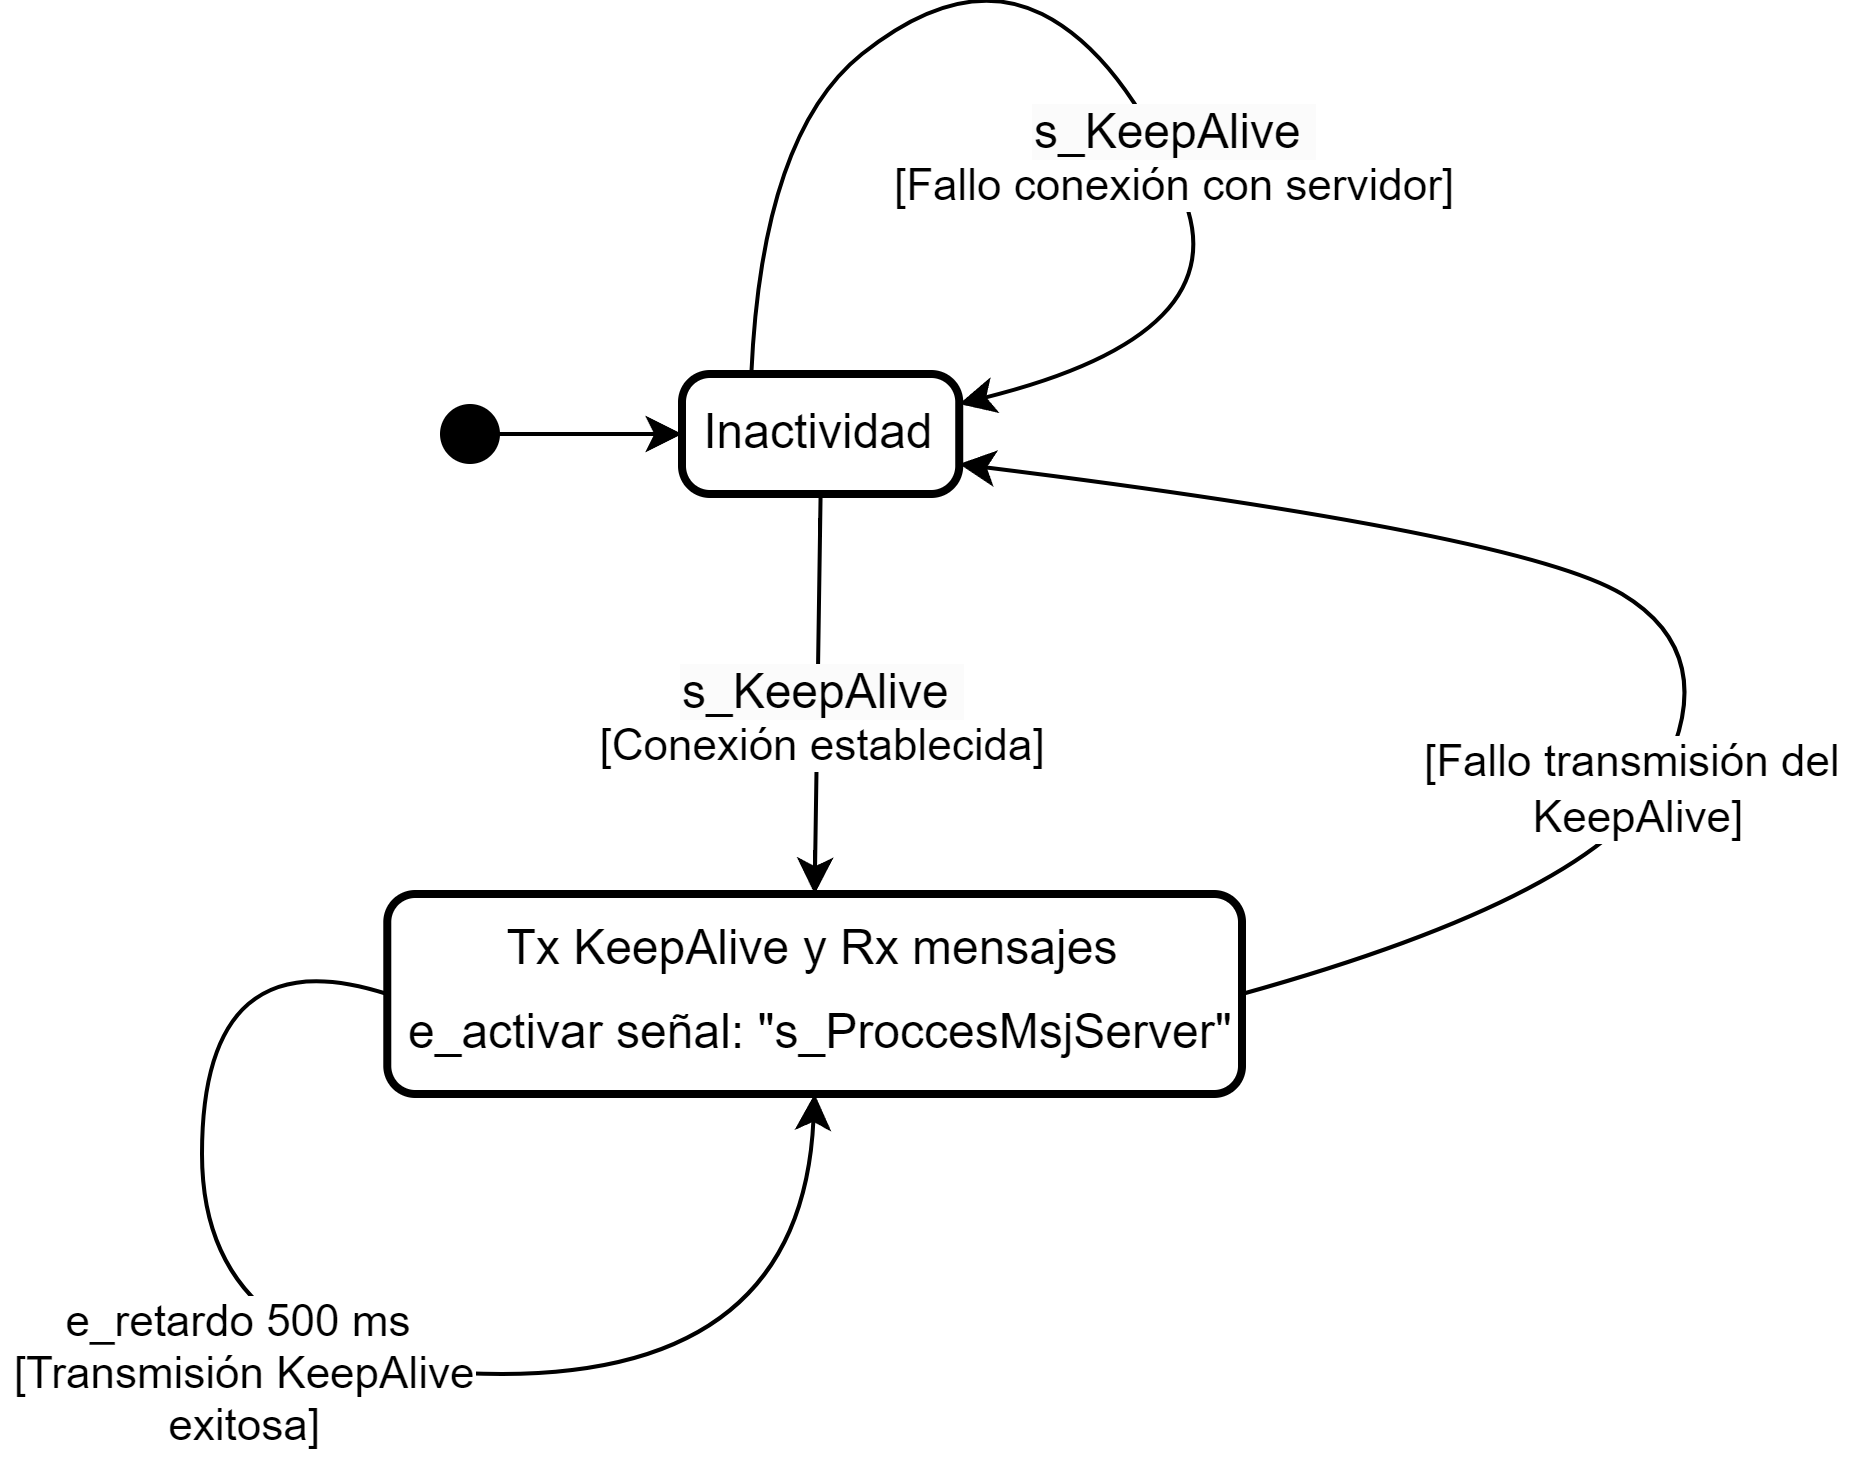 s_KeepAlive
[Fallo conexión con servidor]
Inactividad
s_KeepAlive
[Conexión establecida]
[Fallo transmisión del
KeepAlive]
Tx KeepAlive y Rx mensajes
e_activar señal: "s_ProccesMsjServer"
e_retardo 500 ms
[Transmisión KeepAlive
exitosa]